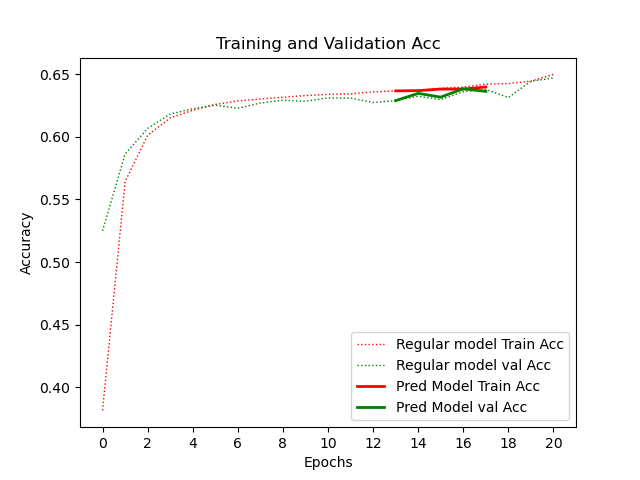 Training and Validation Acc
0.65
0.60
0.55
0.50
0.45
0.40
Accuracy
Regular model Train Acc
Regular model val Acc
Pred Model Train Acc
Pred Model val Acc
0 2 4 6 8 10 12 14 16 18 20
Epochs